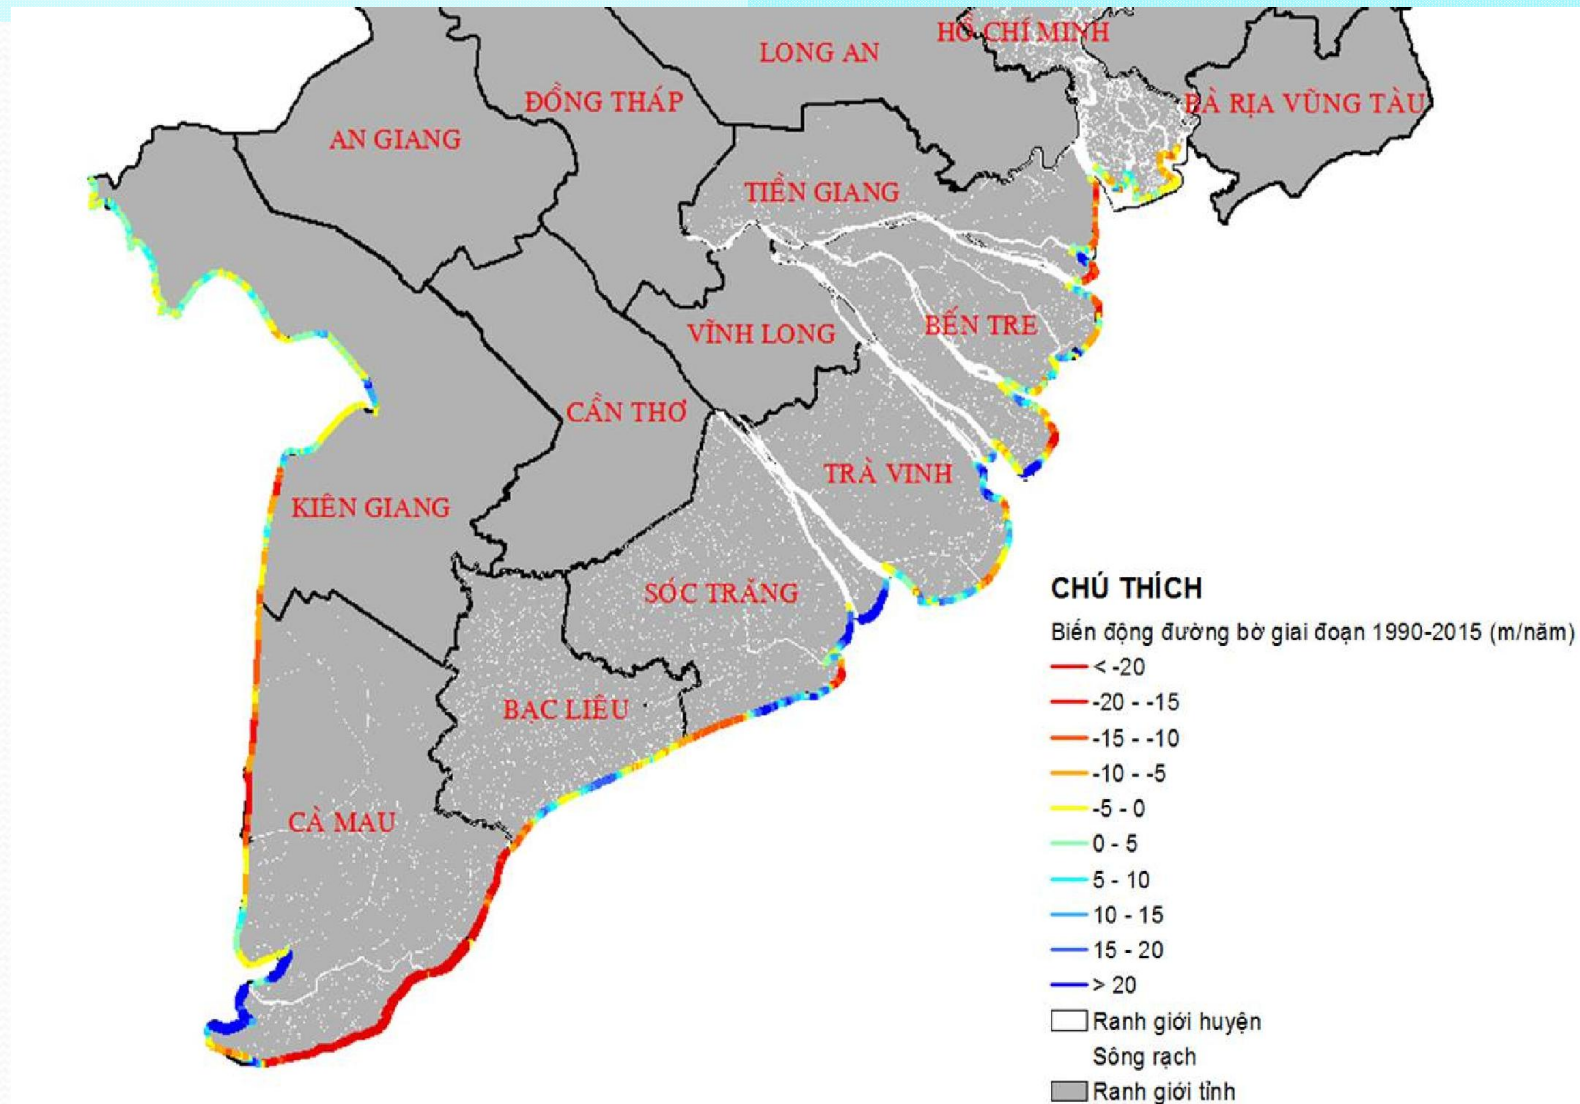 HỒ CHÍ MINH
LONG AN
ĐỒNG THÁP
BÀ RỊA VŨNG TÀU
AN GIANG
TIỀN GIANG
VĨNH LONG
BẾN TRE
CẦN THƠ
TRÀ VINH
KIÊN GIANG
SÓC TRĂNG
BẠC LIÊU
CÀ MAU
CHÚ THÍCH
Biến động đường bờ giai đoạn 1990-2015 (m/năm)
< -20
-20 - -15
-15 - -10
-10 - -5
-5 - 0
0 - 5
5 - 10
10 - 15
15 - 20
> 20
Ranh giới huyện
Sông rạch
Ranh giới tỉnh